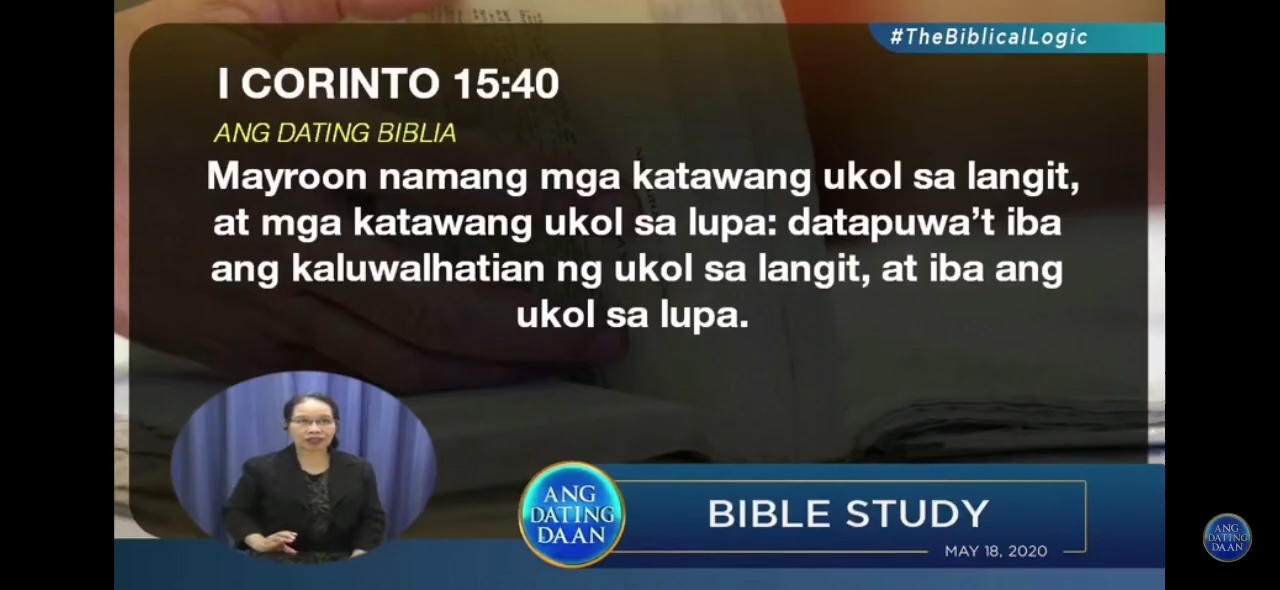 #TheBiblicalLogic
I CORINTO 15:40
ANG DATING BIBLIA
Mayroon namang mga katawang ukol sa langit,
at mga katawang ukol sa lupa: datapuwa’t iba
ang kaluwalhatian ng ukol sa langit, at iba ang
ukol sa lupa.
ANG
DATING
DAAN
BIBLE STUDY
MAY 18, 2020
ANG
DATING
DAAN